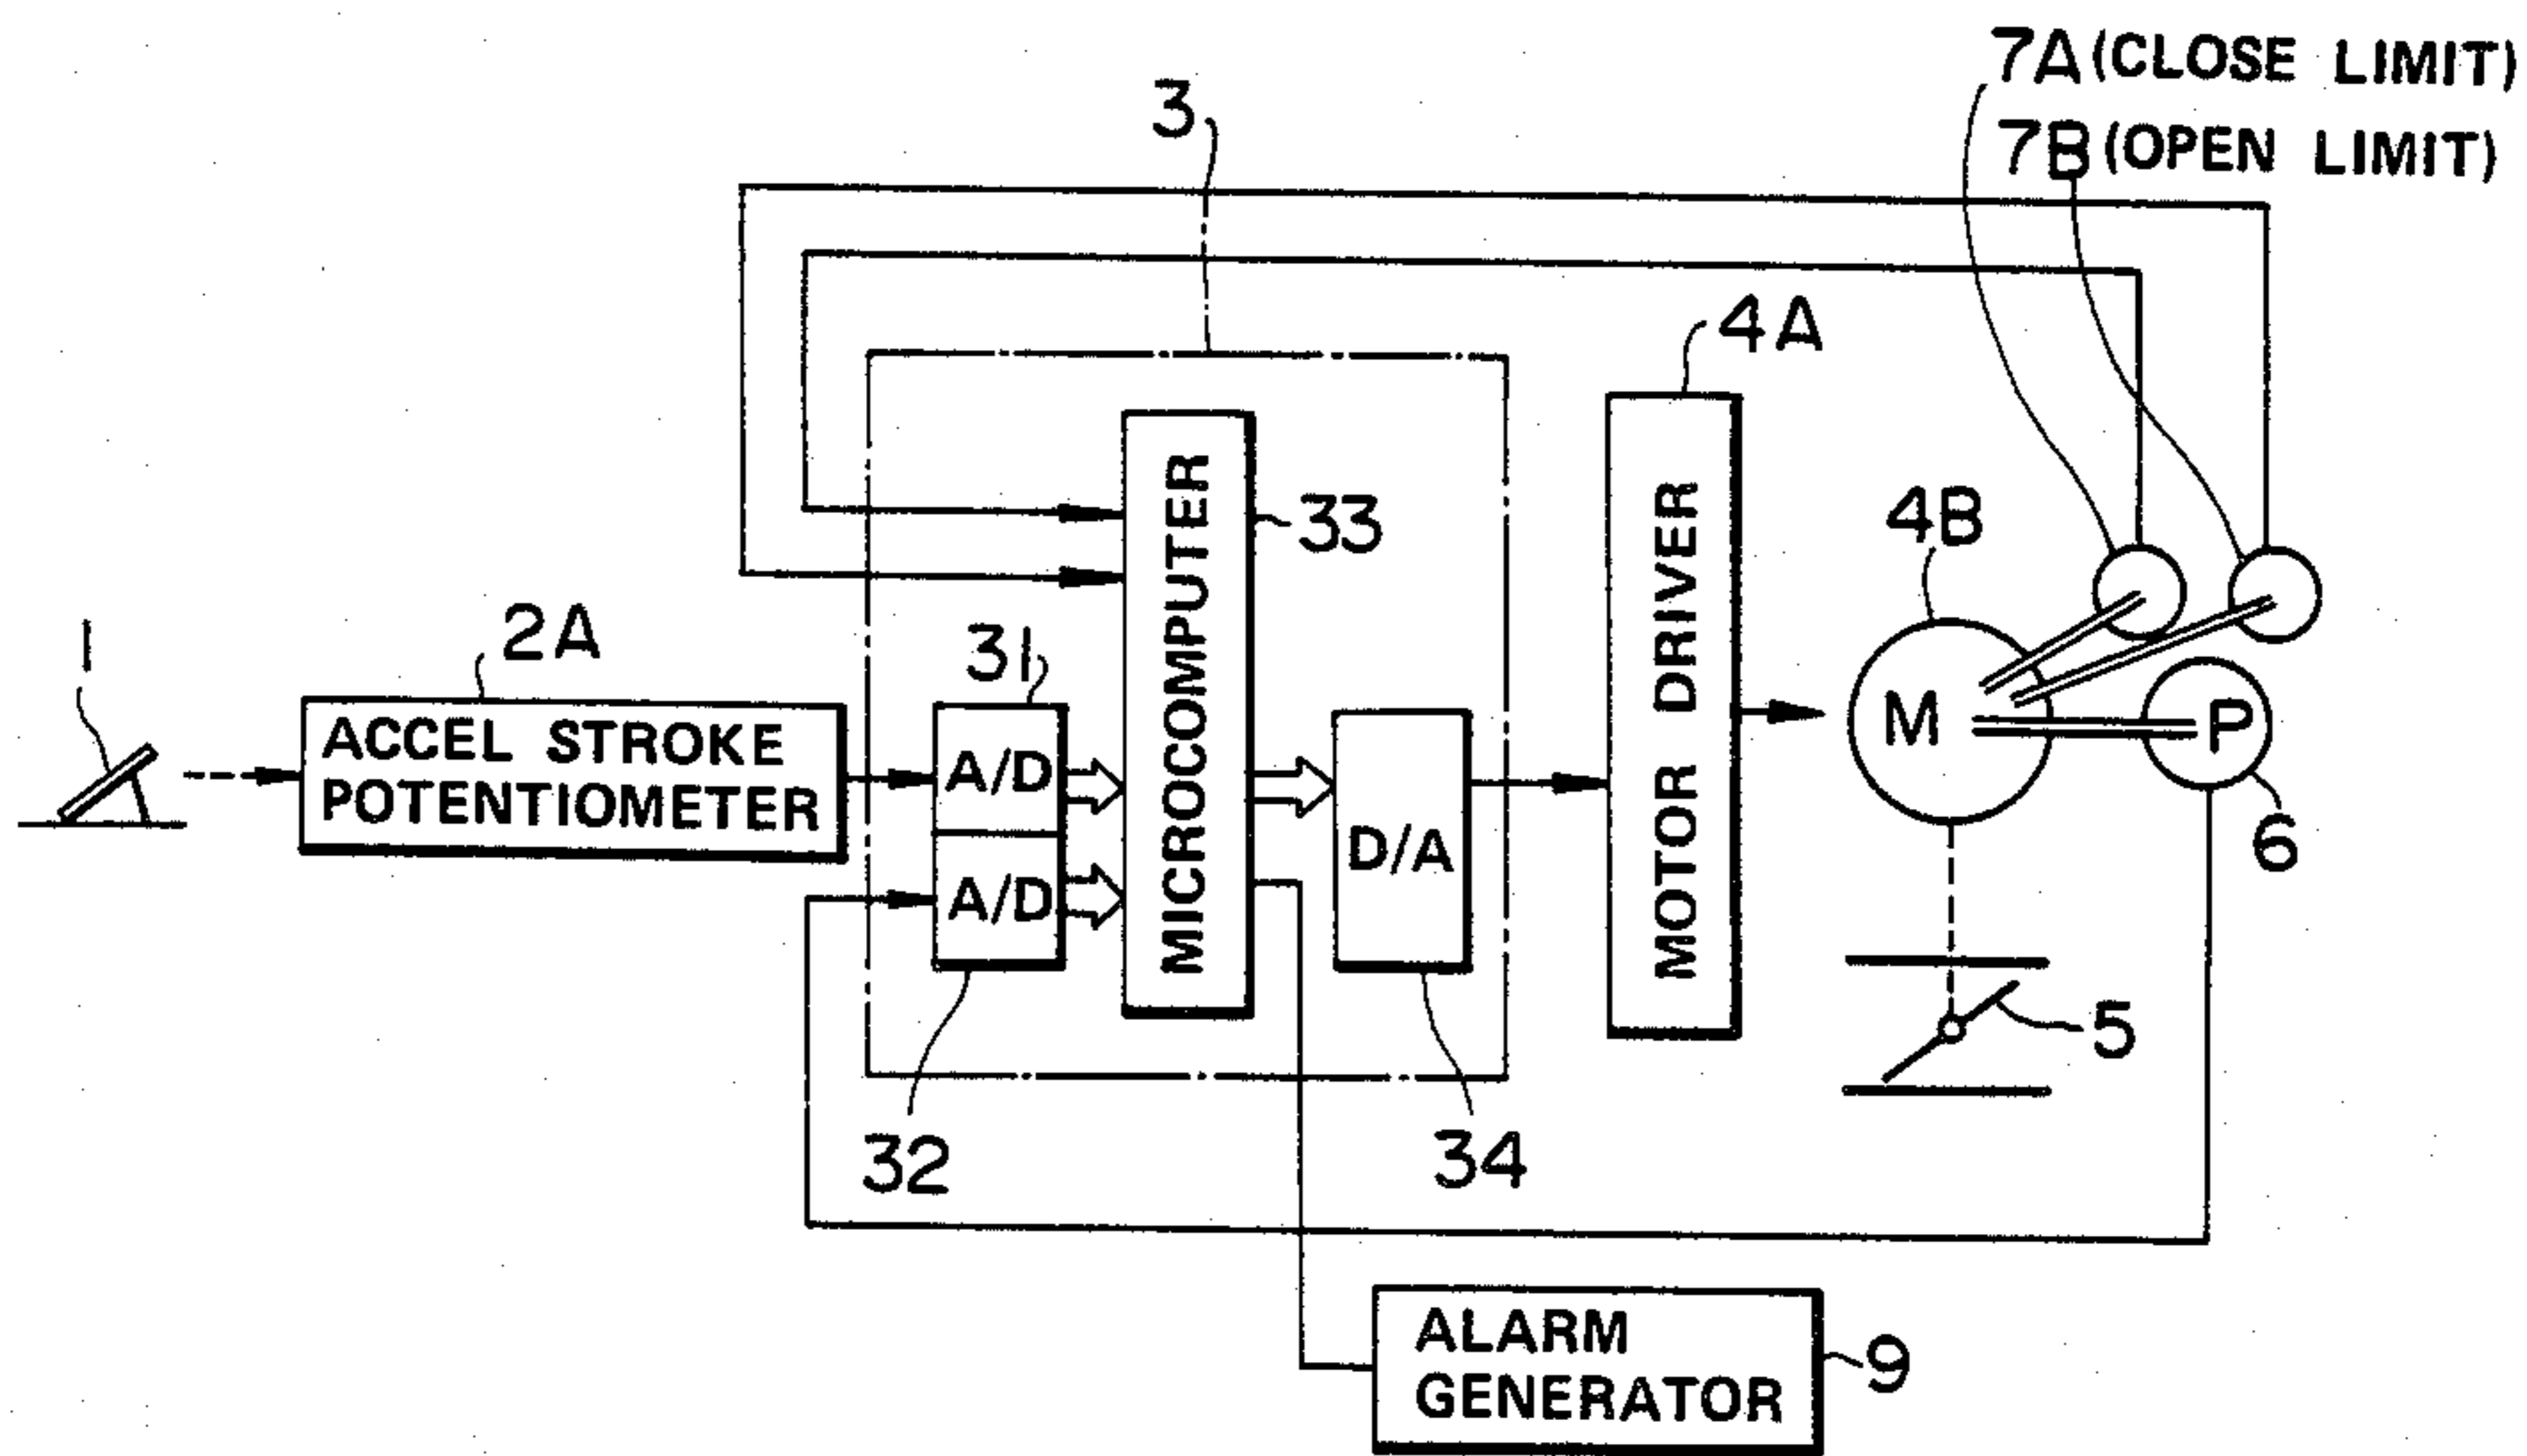 7A (CLOSE LIMIT)
7B (OPEN LIMIT)
3
4A
33
4B
1
2A
31
ACCEL STROKE
POTENTIOMETER
A/D
A/D
MICROCOMPUTER
D/A
MOTOR DRIVER
M
P
6
5
32
34
ALARM
GENERATOR
9